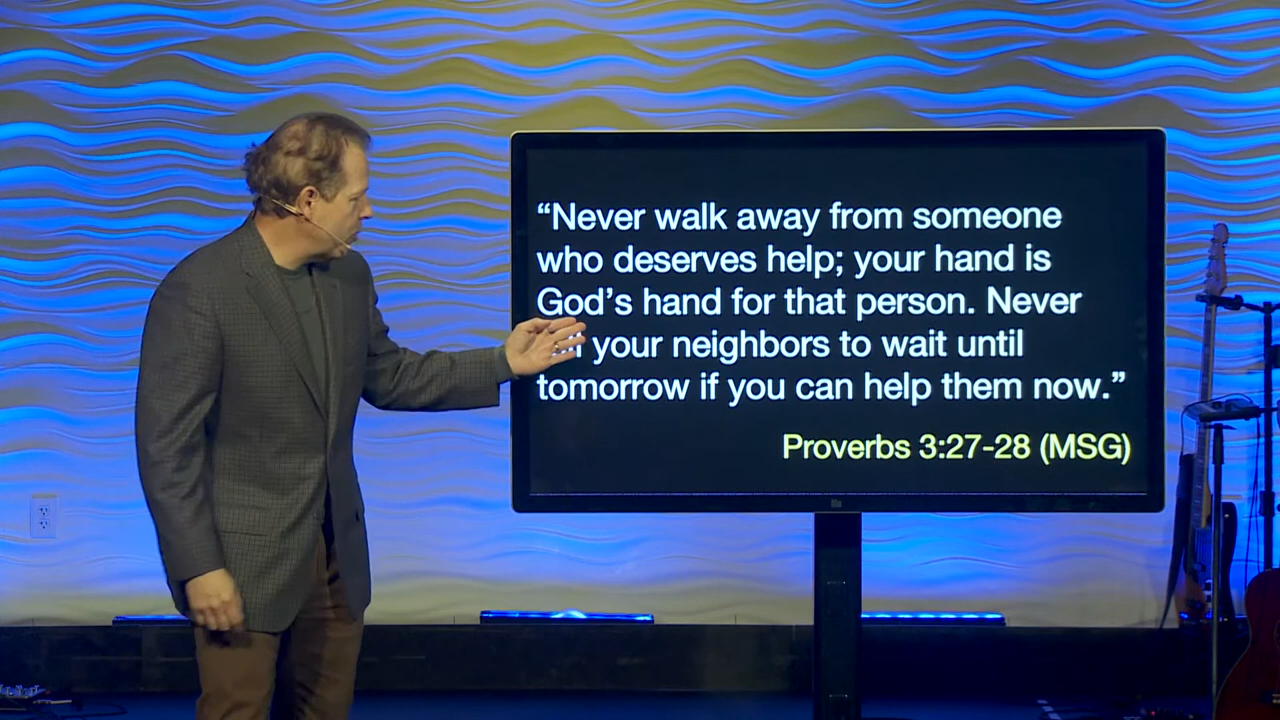 “Never walk away from someone
who deserves help; your hand is
God’s hand for that person. Never
your neighbors to wait until
tomorrow if you can help them now.”
Proverbs 3:27-28 (MSG)